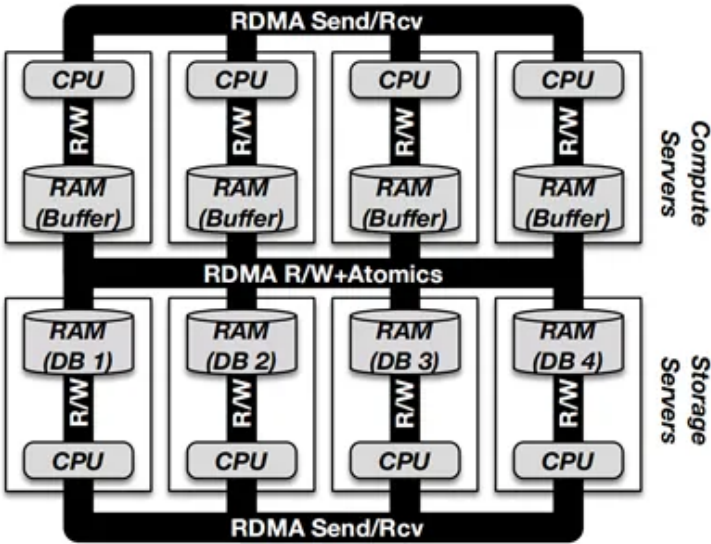 RDMA Send/Rcv
CPU CPU CPU CPU
R/W R/W R/W R/W
RAM RAM RAM RAM
(Buffer) (Buffer) (Buffer) (Buffer)
Compute
Servers
RDMA R/W+Atomics
RAM RAM RAM RAM
(DB 1) (DB 2) (DB 3) (DB 4)
R/W R/W R/W R/W
CPU CPU CPU CPU
Storage
Servers
RDMA Send/Rcv